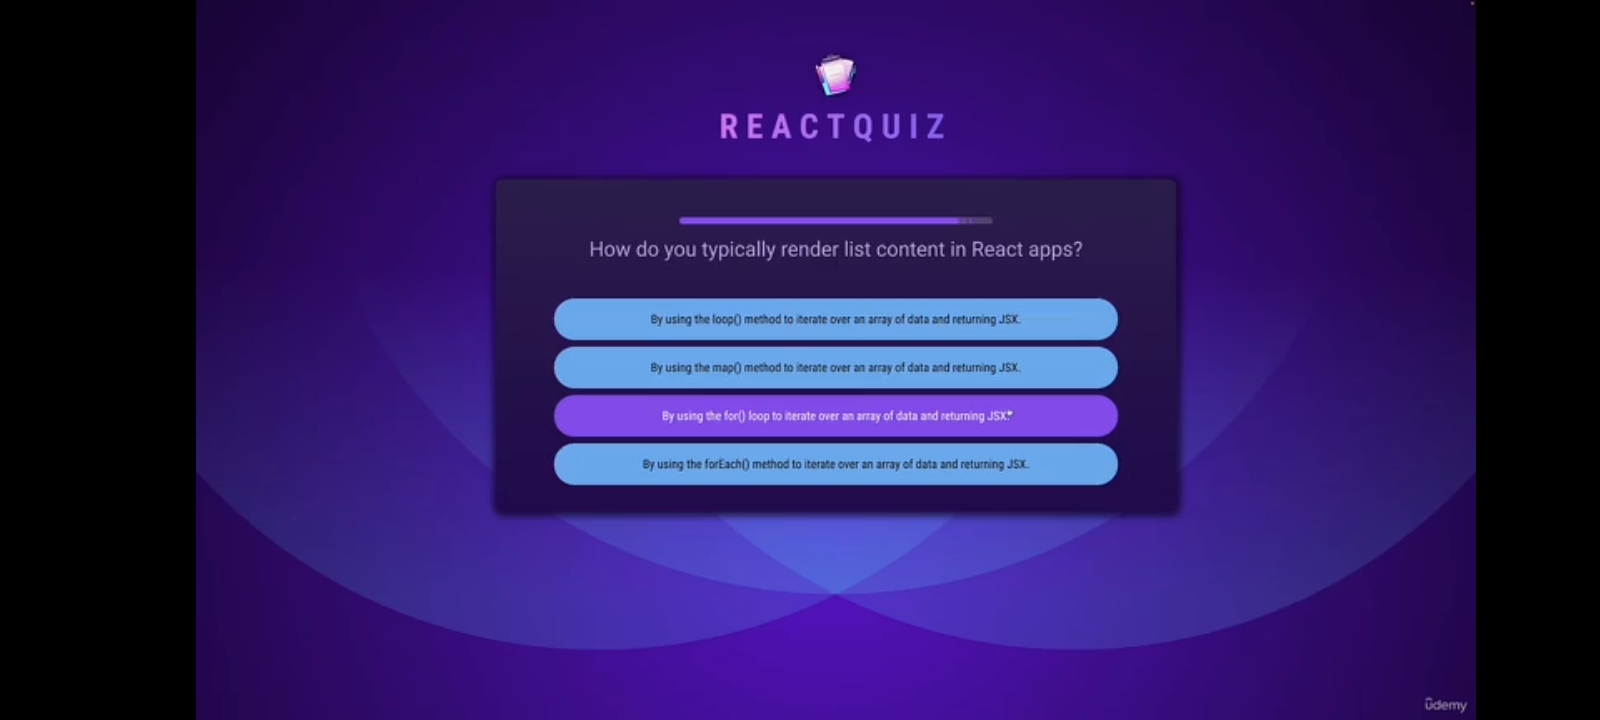 REACTQUIZ
How do you typically render list content in React apps?
By using the loop() method to iterate over an array of data and returning JSX.
By using the map() method to iterate over an array of data and returning JSX.
By using the for() loop to iterate over an array of data and returning JSX.
By using the forEach() method to iterate over an array of data and returning JSX.
ûdemy